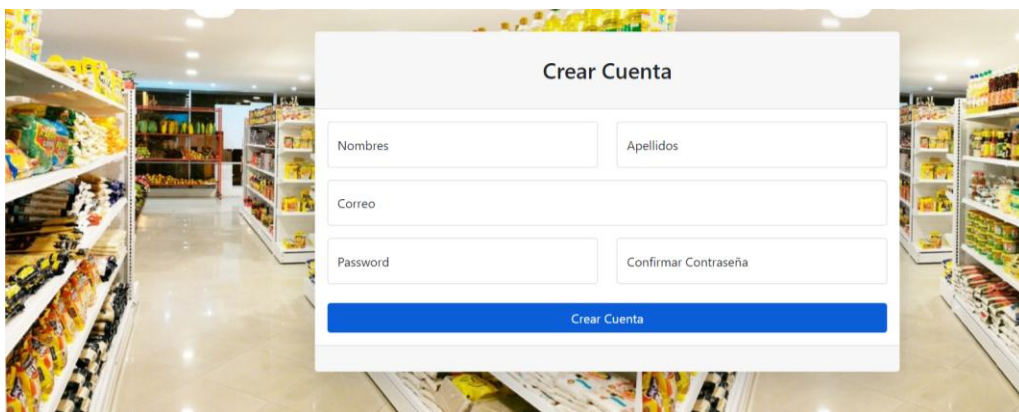 Crear Cuenta
Nombres Apellidos
Correo
Password Confirmar Contraseña
Crear Cuenta